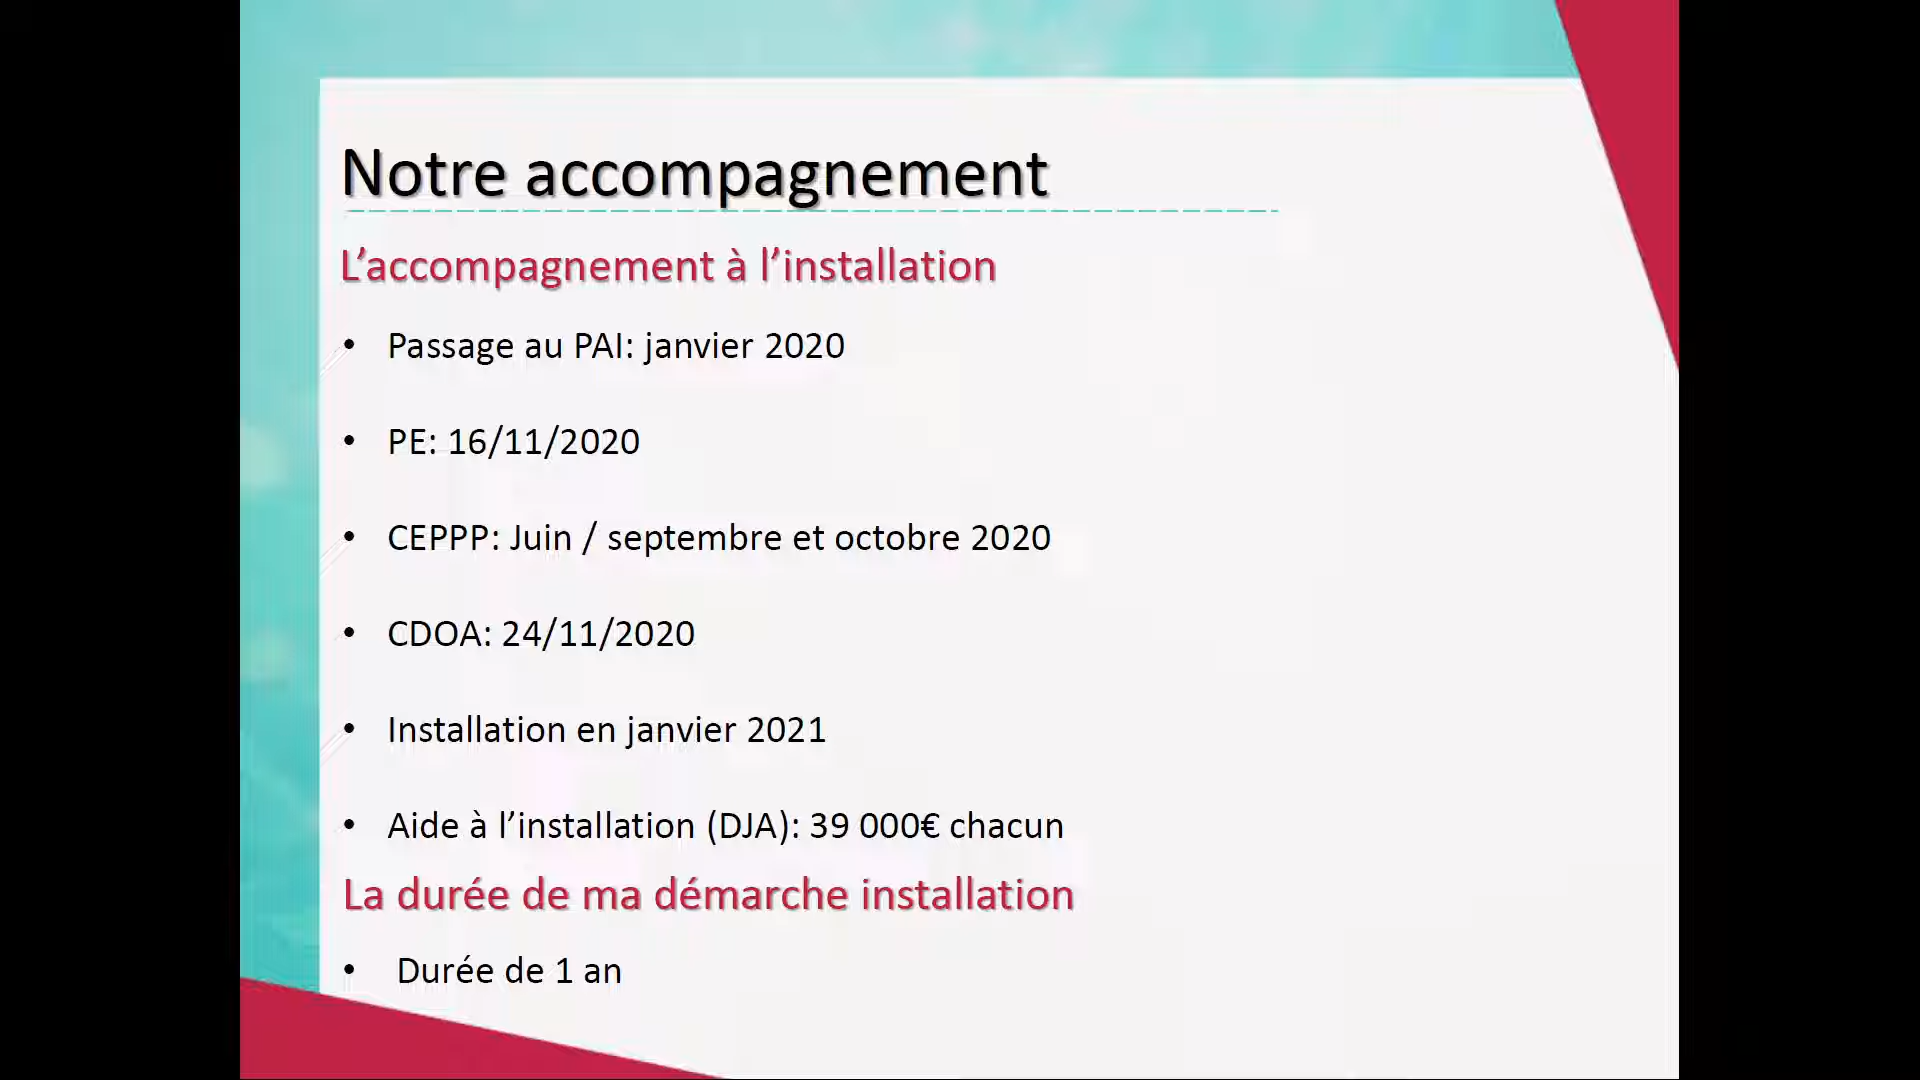 Notre accompagnement
L’accompagnement à l’installation
• Passage au PAI: janvier 2020
• PE: 16/11/2020
• CEPPP: Juin / septembre et octobre 2020
• CDOA: 24/11/2020
• Installation en janvier 2021
• Aide à l’installation (DJA): 39 000€ chacun
La durée de ma démarche installation
• Durée de 1 an